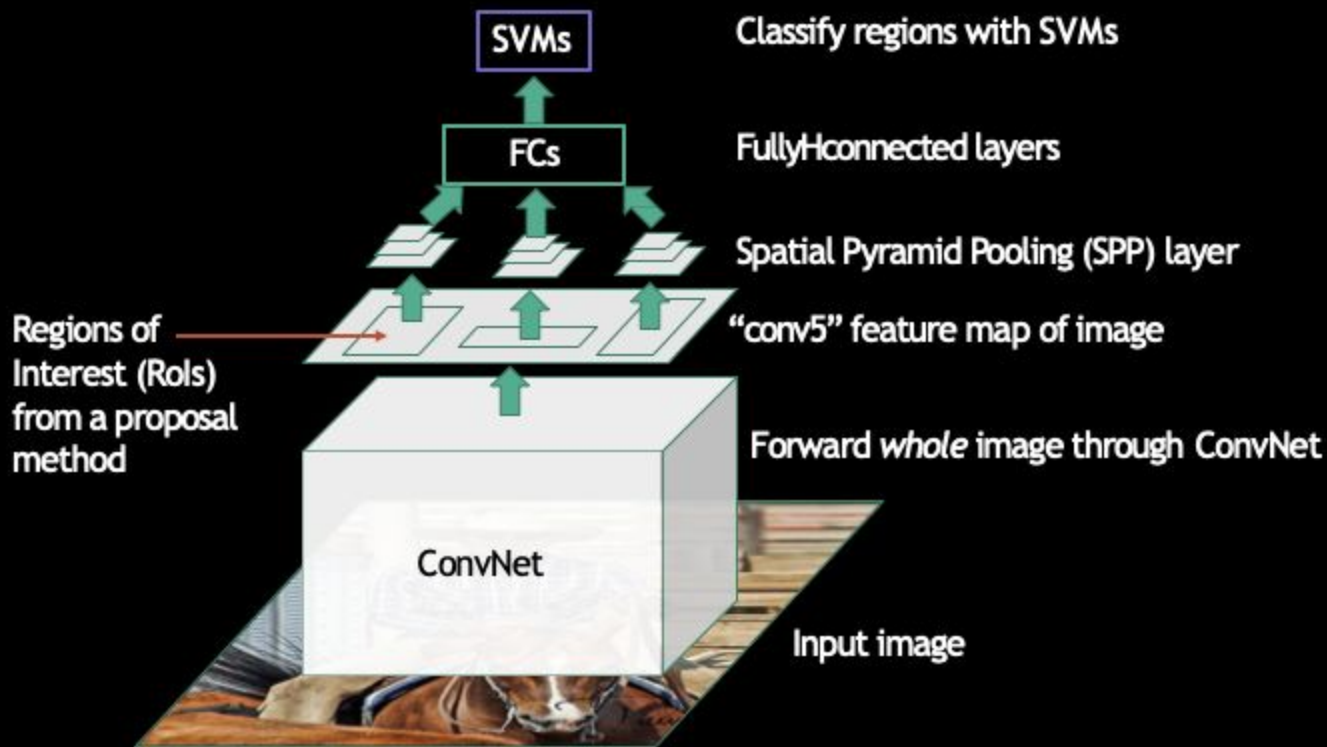 SVMs
Classify regions with SVMs
FCs
FullyHconnected layers
Spatial Pyramid Pooling (SPP) layer
Regions of
Interest (RoIs)
from a proposal
method
“conv5” feature map of image
Forward whole image through ConvNet
ConvNet
Input image